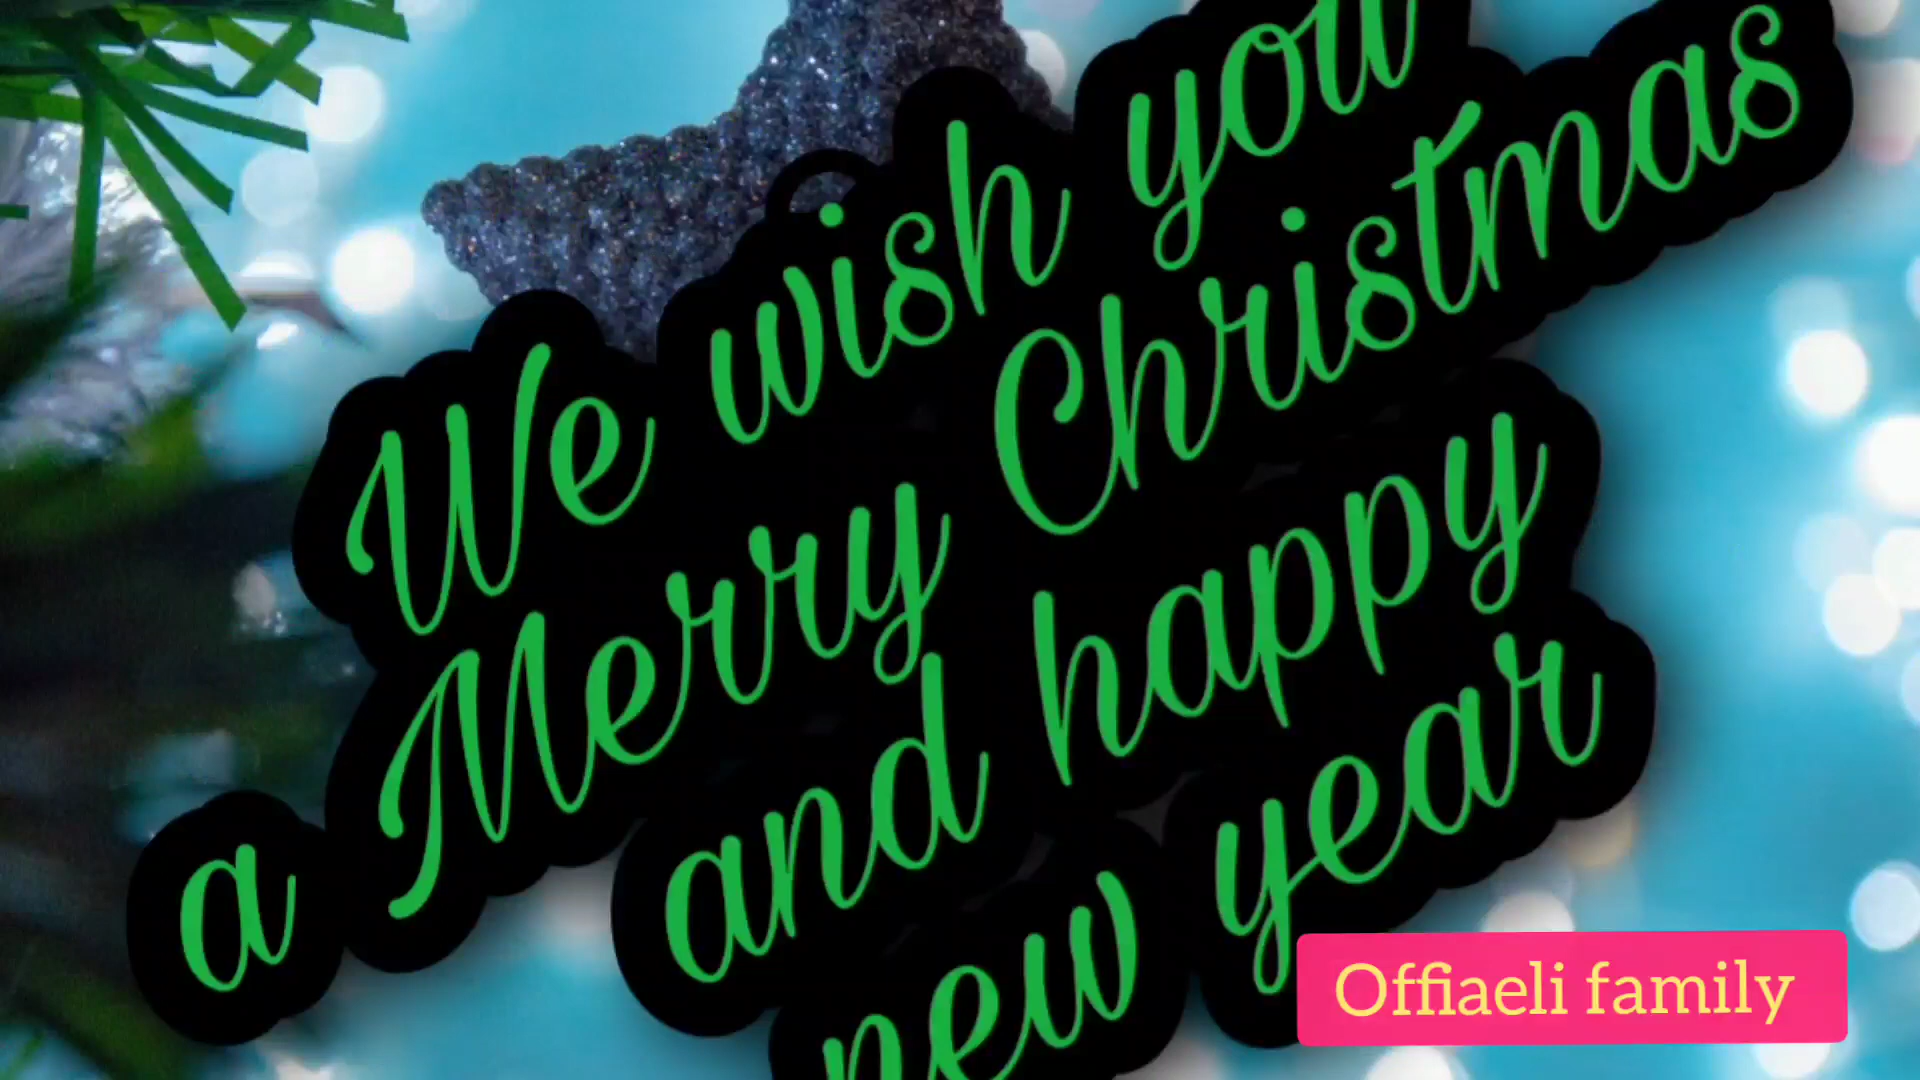 We wish you
a Merry Christmas
and happy
new year
Offiaeli family